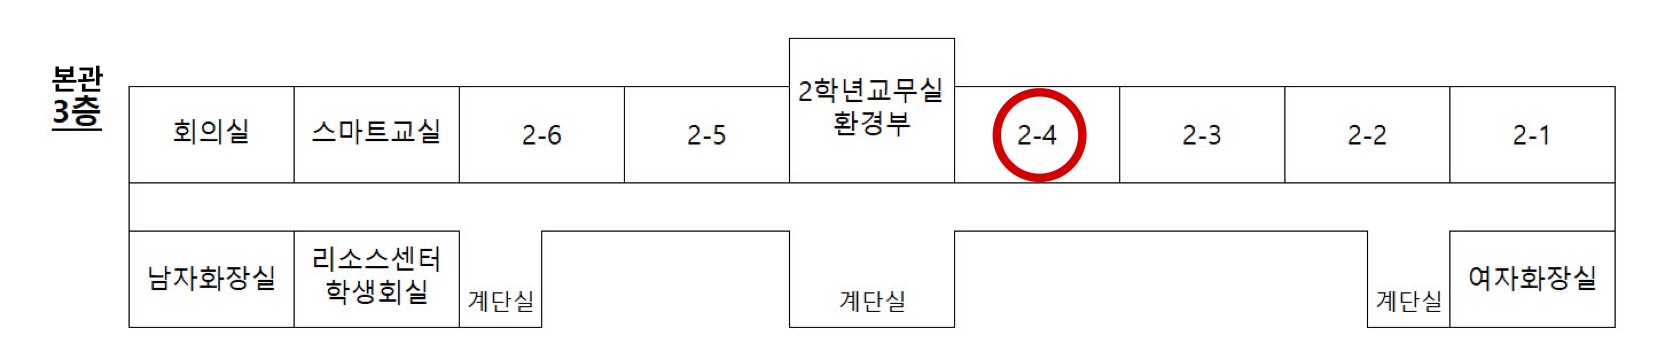 본관
3층
회의실
스마트교실
2-6
2-5
2학년교무실
환경부
2-4
2-3
2-2
2-1
남자화장실
리소스센터
학생회실
계단실
계단실
계단실
여자화장실